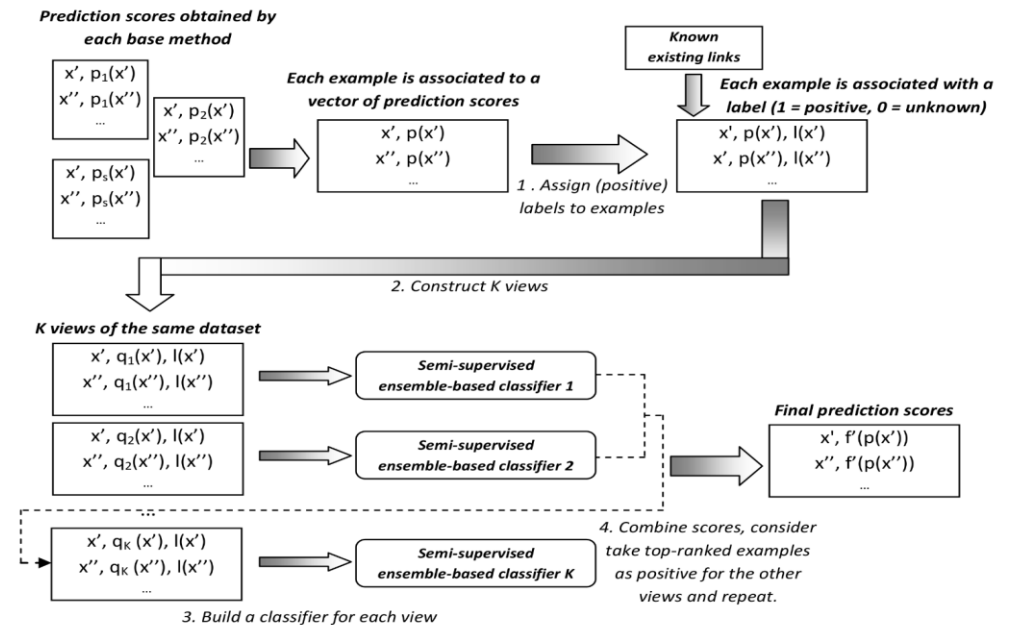 Prediction scores obtained by
each base method
x’, p1(x’)
x’’, p1(x’’)
...
x’, p2(x’)
x’’, p2(x’’)
...
x’, ps(x’)
x’’, ps(x’’)
...
Each example is associated to a
vector of prediction scores
x’, p(x’)
x’’, p(x’’)
...
1 . Assign (positive)
labels to examples
Known
existing links
Each example is associated with a
label (1 = positive, 0 = unknown)
x', p(x’), l(x’)
x’, p(x’’), l(x’’)
...
2. Construct K views
K views of the same dataset
x’, q1(x’), l(x’)
x’’, q1(x’’), l(x’’)
...
Semi-supervised
ensemble-based classifier 1
x’, q2(x’), l(x’)
x’’, q2(x’’), l(x’’)
...
Semi-supervised
ensemble-based classifier 2
...
x’, qK (x’), l(x’)
x’’, qK (x’’), l(x’’)
...
Semi-supervised
ensemble-based classifier K
3. Build a classifier for each view
4. Combine scores, consider
take top-ranked examples
as positive for the other
views and repeat.
Final prediction scores
x', f’(p(x’))
x’’, f’(p(x’’))
...